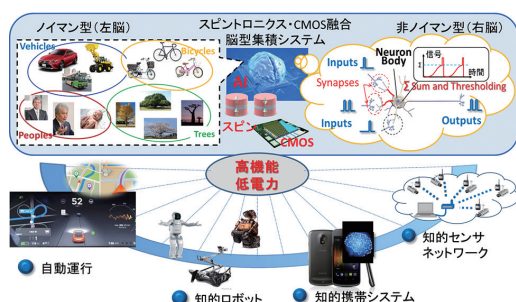 ノイマン型(左脳)
スピントロニクス・CMOS融合
脳型集積システム
非ノイマン型(右脳)
Vehicles
Bicycles
Peoples
Trees
AI
スピン
CMOS
Inputs
Synapses
Inputs
Neuron
Body
信号
時間
Σ Sum and Thresholding
Outputs
高機能
低電力
52
自動運行
知的ロボット
知的携帯システム
知的センサ
ネットワーク